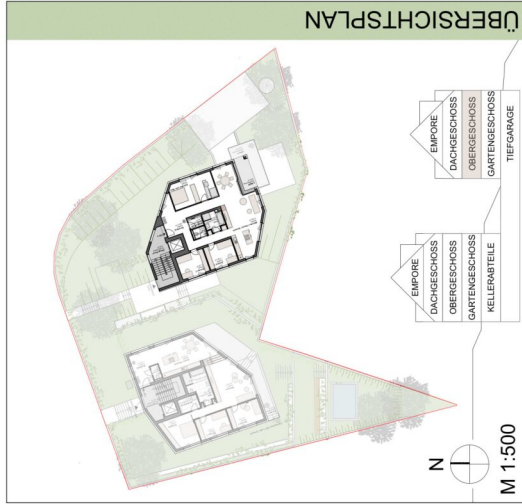 ÜBERSICHTSPLAN
EMPORE
DACHGESCHOSS
OBERGESCHOSS
GARTENGESCHOSS
KELLERABTEILE
EMPORE
DACHGESCHOSS
OBERGESCHOSS
GARTENGESCHOSS
TIEFGARAGE
N
M 1:500